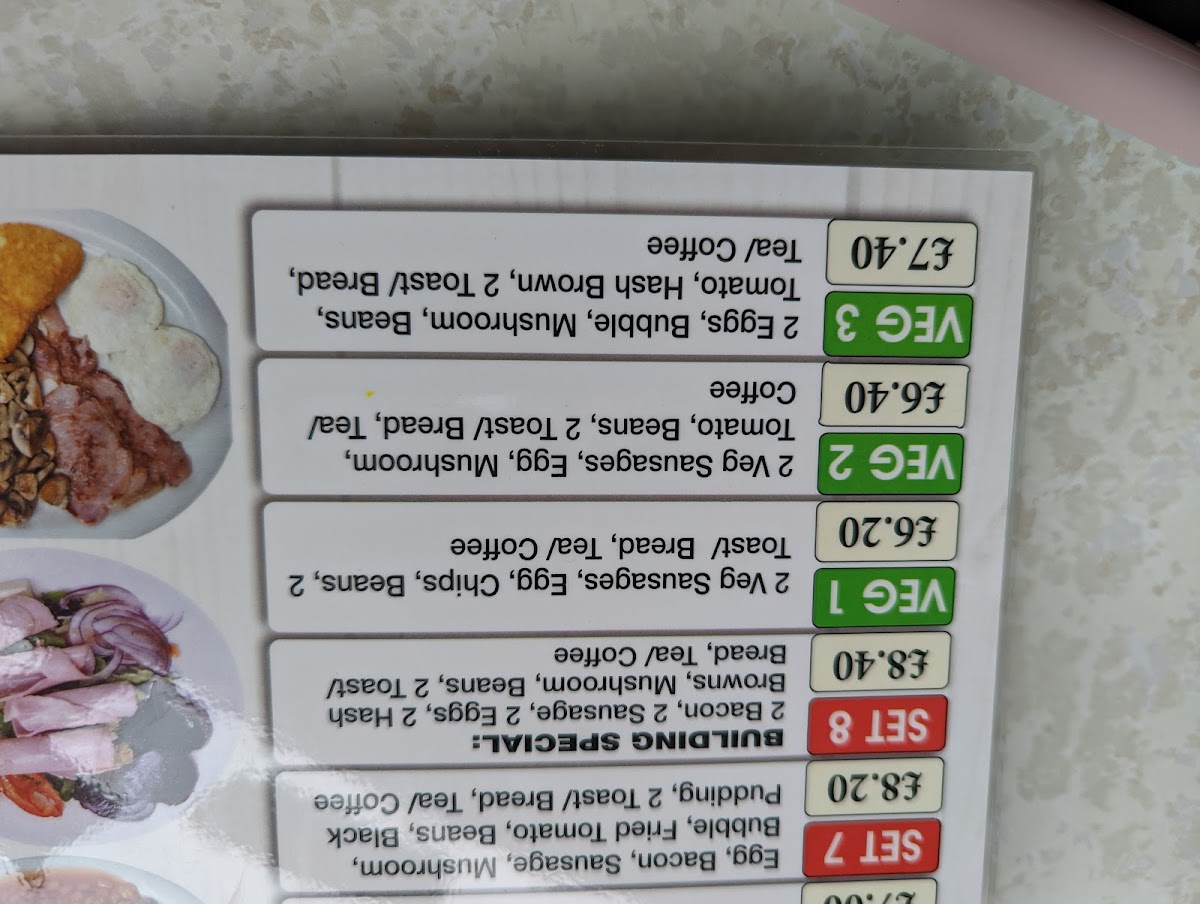 SET 7
£8.20
Egg, Bacon, Sausage, Mushroom,
Bubble, Fried Tomato, Beans, Black
Pudding, 2 Toast/ Bread, Tea/ Coffee
SET 8
£8.40
BUILDING SPECIAL:
2 Bacon, 2 Sausage, 2 Eggs, 2 Hash
Browns, Mushroom, Beans, 2 Toast/
Bread, Tea/ Coffee
VEG 1
£6.20
2 Veg Sausages, Egg, Chips, Beans, 2
Toast/ Bread, Tea/ Coffee
VEG 2
£6.40
2 Veg Sausages, Egg, Mushroom,
Tomato, Beans, 2 Toast/ Bread, Tea/
Coffee
VEG 3
£7.40
2 Eggs, Bubble, Mushroom, Beans,
Tomato, Hash Brown, 2 Toast/ Bread,
Tea/ Coffee